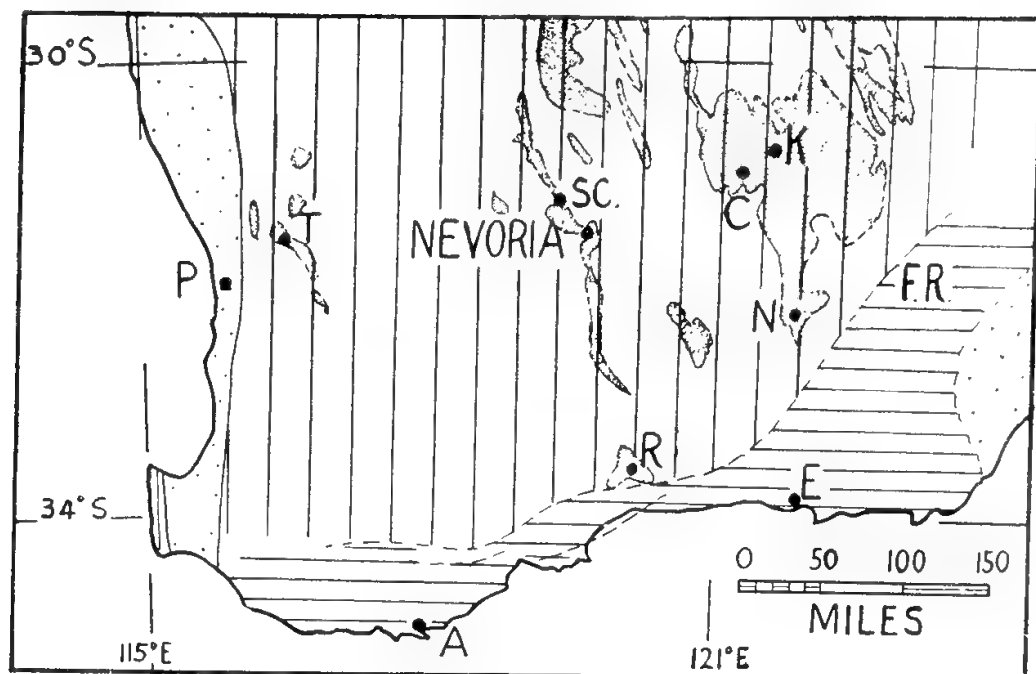 30°S
K
SC.
C
T
NEVORIA
P
F.R.
N
R
E
34°S
0 50 100 150
MILES
A
115°E
121°E